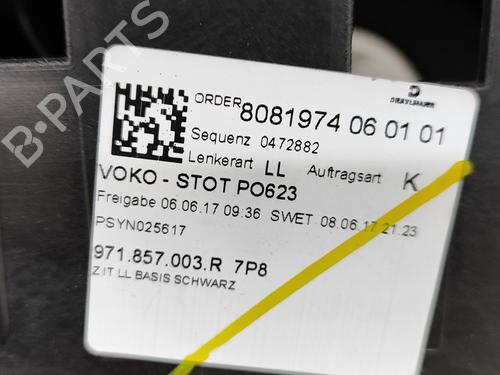 B-PARTS
DRÄXLMAIER
ORDER 8081974 06 01 01
Sequenz 0472882
Lenkerart LL Auftragsart K
VOKO - STOT PO623
Freigabe 06.06.17 09:36 SWET 08.06.17 21:23
PSYN025617
971.857.003.R 7P8
Z IT LL BASIS SCHWARZ